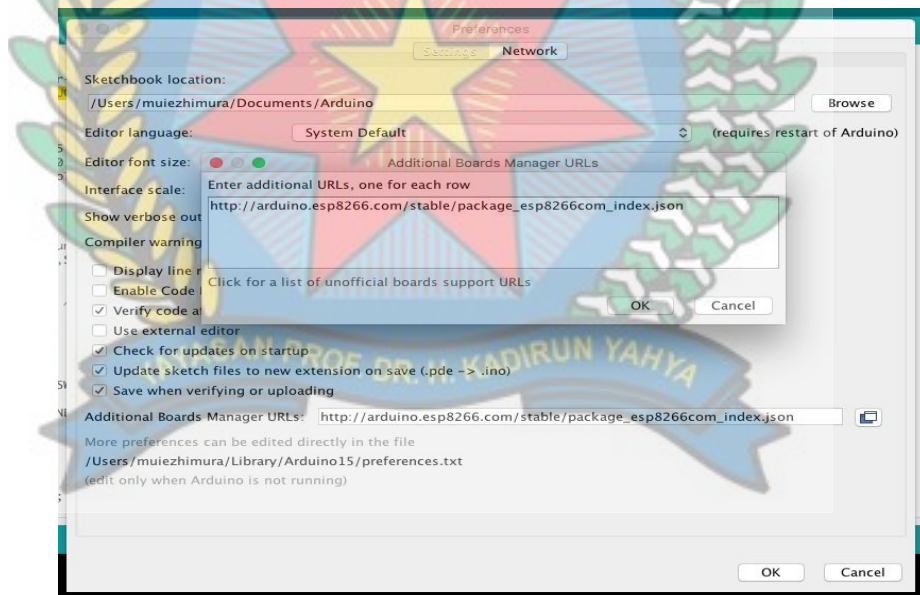 Preferences
Settings Network
Sketchbook location:
/Users/muiezhimura/Documents/Arduino Browse
Editor language: System Default (requires restart of Arduino)
Editor font size:
Interface scale:
Show verbose out
Compiler warning
Display line
Enable Code
Verify code af
Use external editor
Check for updates on startup
Update sketch files to new extension on save (.pde -> .ino)
Save when verifying or uploading
Additional Boards Manager URLs: http://arduino.esp8266.com/stable/package_esp8266com_index.json
More preferences can be edited directly in the file
/Users/muiezhimura/Library/Arduino15/preferences.txt
(edit only when Arduino is not running)
OK Cancel
Additional Boards Manager URLs
Enter additional URLs, one for each row
http://arduino.esp8266.com/stable/package_esp8266com_index.json
Click for a list of unofficial boards support URLs
OK Cancel
YAYASAN PROF. DR. H. KADIRUN YAHYA